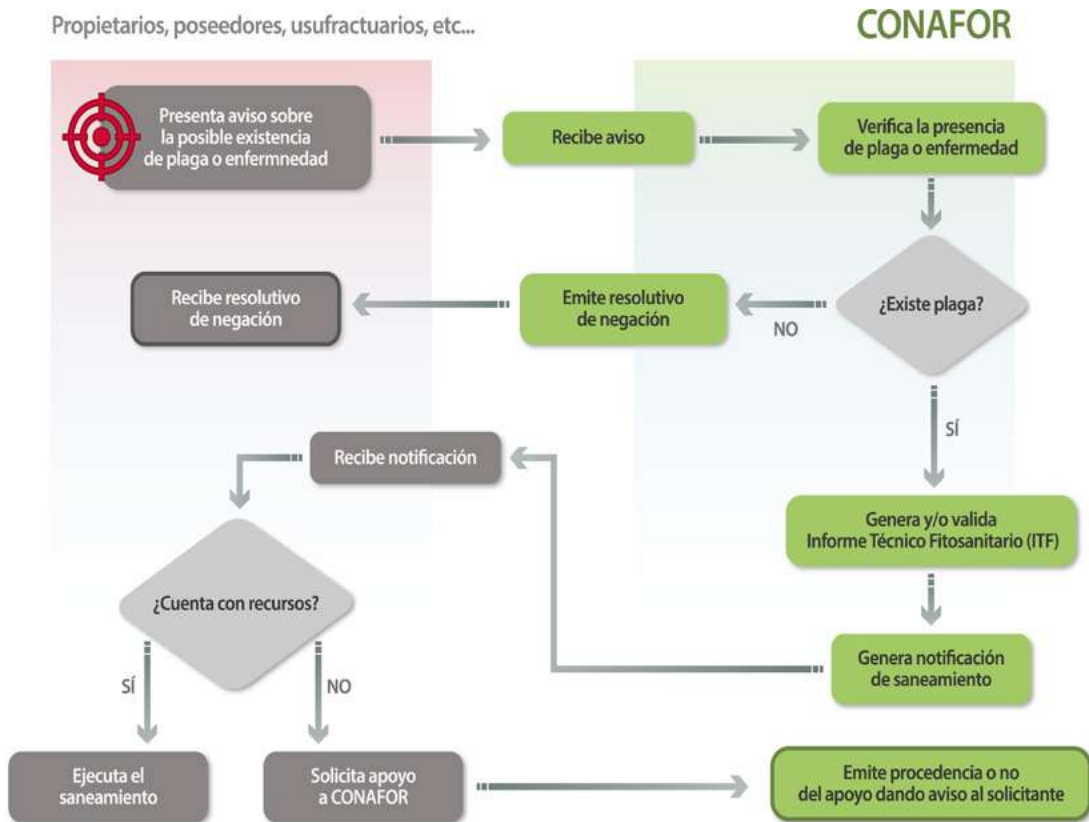 Propietarios, poseedores, usufructuarios, etc...
CONAFOR
Presenta aviso sobre
la posible existencia
de plaga o enfermnedad
Recibe aviso
Verifica la presencia
de plaga o enfermedad
¿Existe plaga?
NO
Emite resolutivo
de negación
Recibe resolutivo
de negación
SÍ
Genera y/o valida
Informe Técnico Fitosanitario (ITF)
Genera notificación
de saneamiento
Recibe notificación
¿Cuenta con recursos?
SÍ
NO
Ejecuta el
saneamiento
Solicita apoyo
a CONAFOR
Emite procedencia o no
del apoyo dando aviso al solicitante